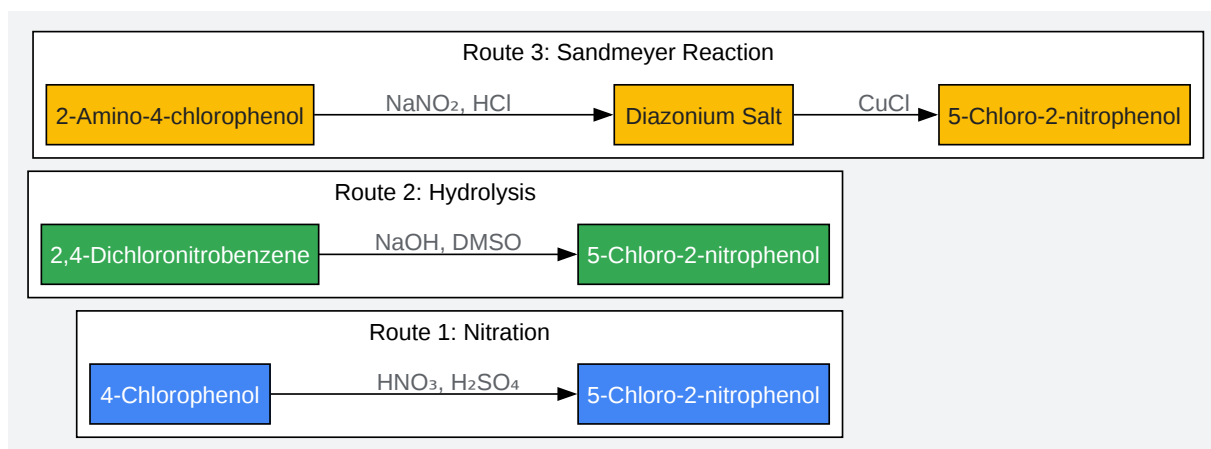 Route 3: Sandmeyer Reaction
2-Amino-4-chlorophenol
NaNO₂, HCl
Diazonium Salt
CuCl
5-Chloro-2-nitrophenol
Route 2: Hydrolysis
2,4-Dichloronitrobenzene
NaOH, DMSO
5-Chloro-2-nitrophenol
Route 1: Nitration
4-Chlorophenol
HNO₃, H₂SO₄
5-Chloro-2-nitrophenol